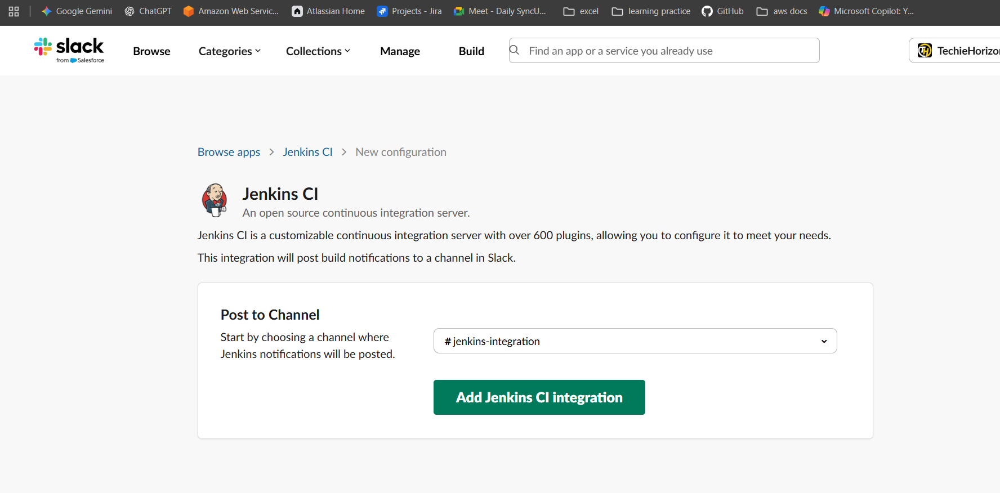 Google Gemini ChatGPT Amazon Web Servic... Atlassian Home Projects - Jira Meet - Daily SyncU... excel learning practice GitHub aws docs Microsoft Copilot: Y...
slack
from Salesforce
Browse Categories Collections Manage Build Find an app or a service you already use TechieHorizo
Browse apps > Jenkins CI > New configuration
Jenkins CI
An open source continuous integration server.
Jenkins CI is a customizable continuous integration server with over 600 plugins, allowing you to configure it to meet your needs.
This integration will post build notifications to a channel in Slack.
Post to Channel
Start by choosing a channel where
Jenkins notifications will be posted.
# jenkins-integration
Add Jenkins CI integration